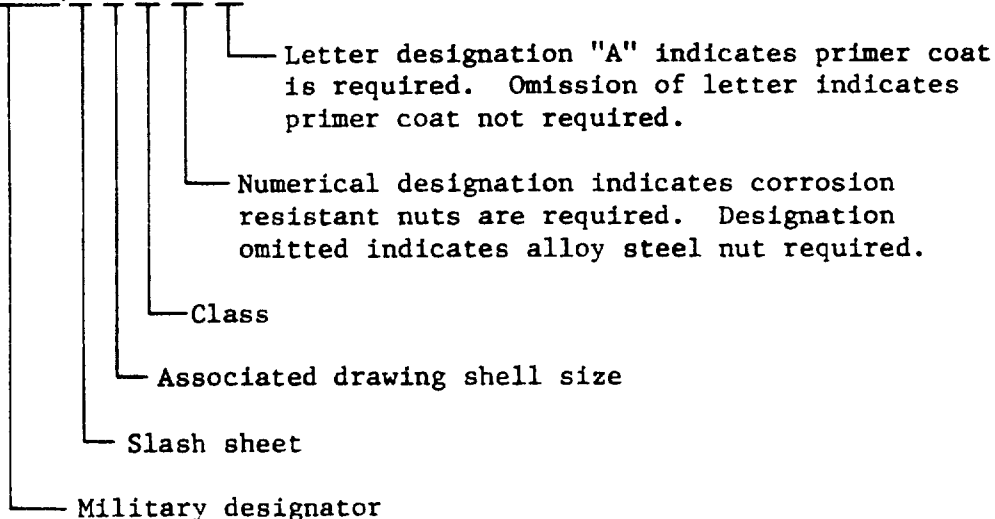 Letter designation "A" indicates primer coat
is required. Omission of letter indicates
primer coat not required.
Numerical designation indicates corrosion
resistant nuts are required. Designation
omitted indicates alloy steel nut required.
Class
Associated drawing shell size
Slash sheet
Military designator